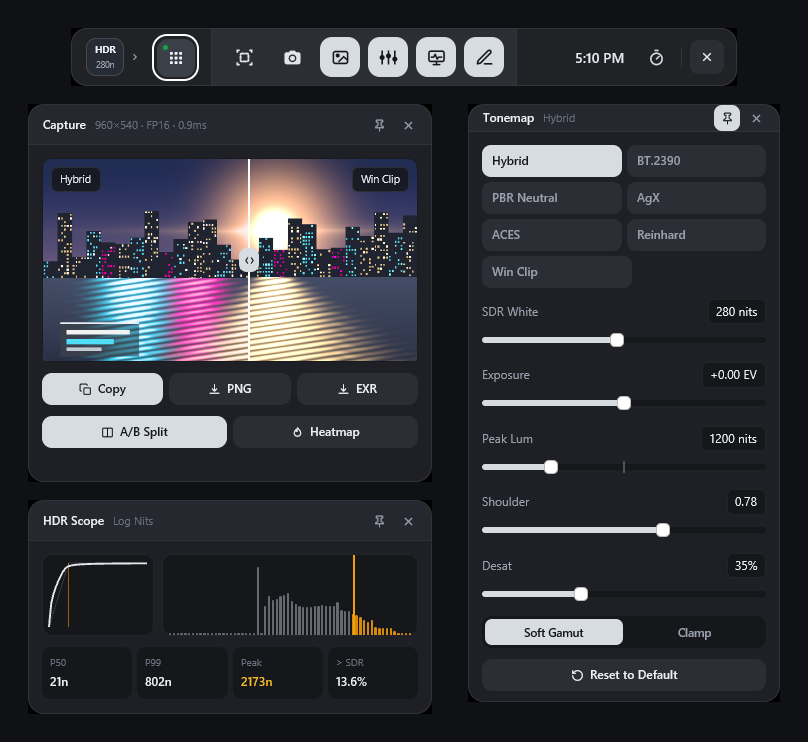 HDR
280n
5:10 PM
Capture 960×540 · FP16 · 0.9ms
Hybrid
Win Clip
Copy
PNG
EXR
A/B Split
Heatmap
HDR Scope Log Nits
P50
21n
P99
802n
Peak
2173n
> SDR
13.6%
Tonemap Hybrid
Hybrid
BT.2390
PBR Neutral
AgX
ACES
Reinhard
Win Clip
SDR White
280 nits
Exposure
+0.00 EV
Peak Lum
1200 nits
Shoulder
0.78
Desat
35%
Soft Gamut
Clamp
Reset to Default